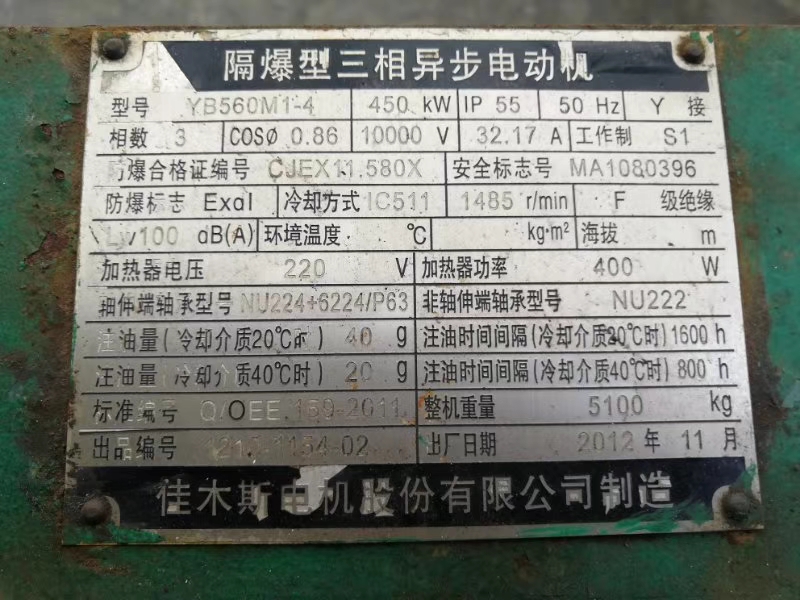 隔爆型三相异步电动机
型号 YB560M1-4 450 kW IP 55 50 Hz Y 接
相数 3 COSØ 0.86 10000 V 32.17 A 工作制 S1
防爆合格证编号 CJEX11.580X 安全标志号 MA1080396
防爆标志 ExdI 冷却方式 IC511 1485 r/min F 级绝缘
Lw100 dB(A) 环境温度 ℃ kg·m² 海拔 m
加热器电压 220 V 加热器功率 400 W
轴伸端轴承型号 NU224+6224/P63 非轴伸端轴承型号 NU222
注油量(冷却介质20℃时) 40 g 注油时间间隔(冷却介质20℃时) 1600 h
注油量(冷却介质40℃时) 20 g 注油时间间隔(冷却介质40℃时) 800 h
标准编号 Q/OEE.159-2011 整机重量 5100 kg
出品编号 出厂日期 2012 年 11 月
佳木斯电机股份有限公司制造